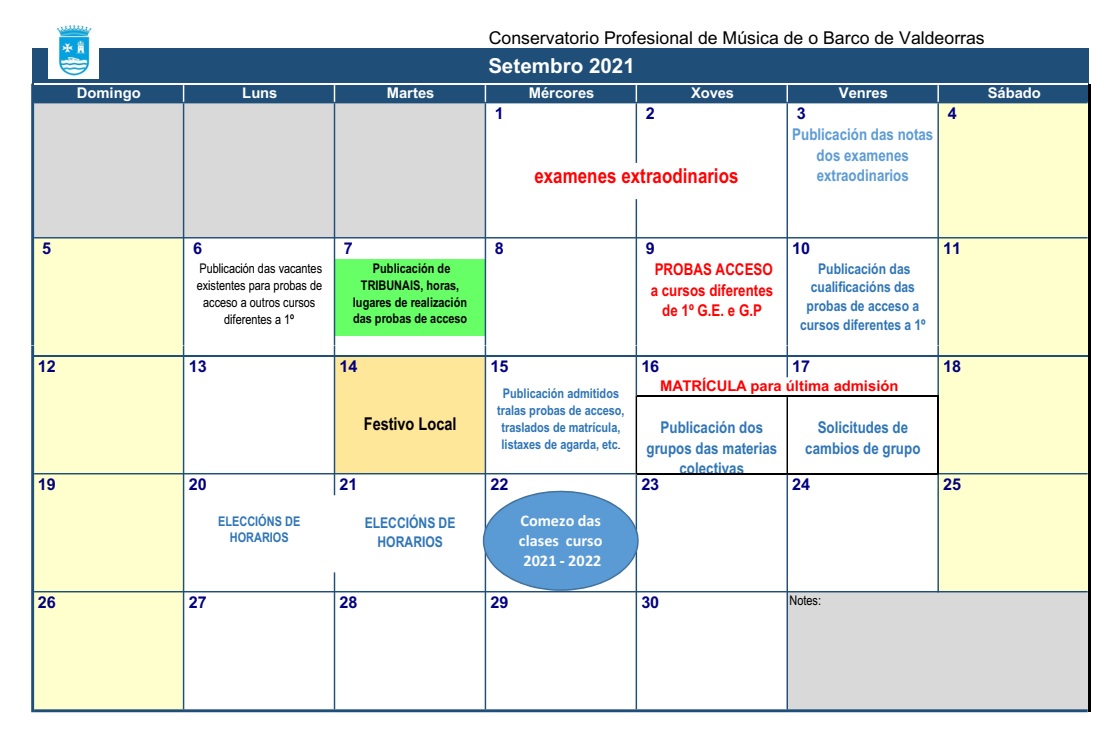 Conservatorio Profesional de Música de o Barco de Valdeorras
Setembro 2021
Domingo Luns Martes Mércores Xoves Venres Sábado
1 2 3 4
Publicación das notas
dos examenes
extraodinarios
examenes extraodinarios
5 6 7 8 9 10 11
Publicación das vacantes
existentes para probas de
acceso a outros cursos
diferentes a 1º
Publicación de
TRIBUNAIS, horas,
lugares de realización
das probas de acceso
PROBAS ACCESO
a cursos diferentes
de 1º G.E. e G.P
Publicación das
cualificacións das
probas de acceso a
cursos diferentes a 1º
12 13 14 15 16 17 18
Festivo Local
Publicación admitidos
tralas probas de acceso,
traslados de matrícula,
listaxes de agarda, etc.
MATRÍCULA para última admisión
Publicación dos
grupos das materias
colectivas
Solicitudes de
cambios de grupo
19 20 21 22 23 24 25
ELECCIÓNS DE
HORARIOS
ELECCIÓNS DE
HORARIOS
Comezo das
clases curso
2021 - 2022
26 27 28 29 30
Notes: